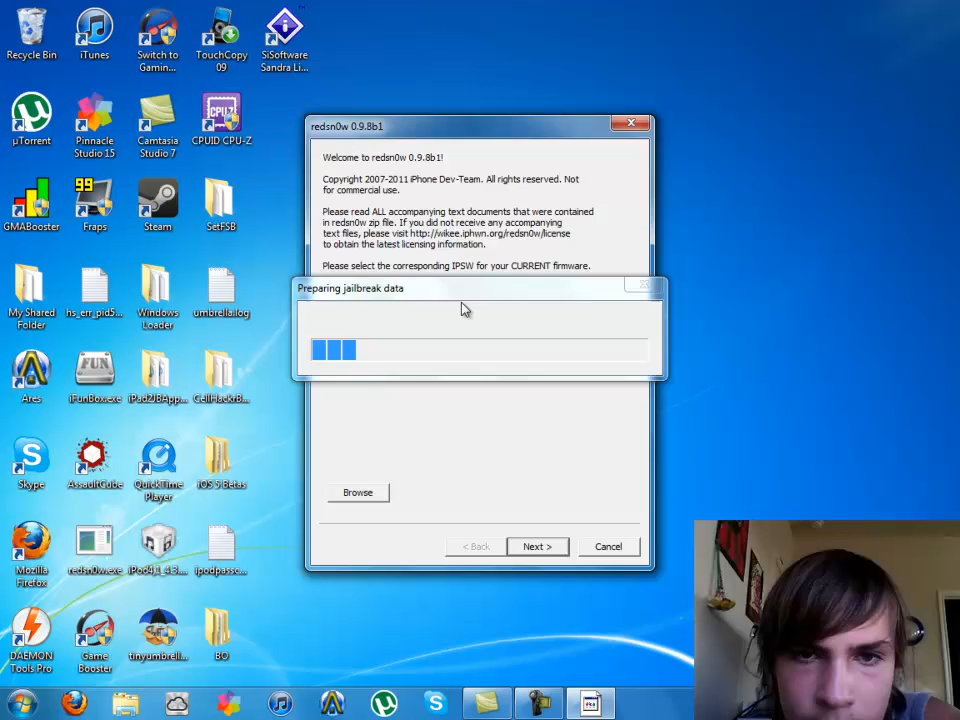 Recycle Bin
iTunes
Switch to
Gaming...
TouchCopy
09
SiSoftware
Sandra Li...
µTorrent
Pinnacle
Studio 15
Camtasia
Studio 7
CPUID CPU-Z
CPUZ
99
GMABooster
Fraps
Steam
SetFSB
My Shared
Folder
hs_err_pid5...
Windows
Loader
umbrella.log
Ares
FUN
iFunBox.exe
iPad2JBApp...
CellHackrB...
Skype
AssaultCube
QuickTime
Player
iOS 5 Betas
Mozilla
Firefox
redsn0w.exe
iPod4,1_4.3....
ipodpassc...
DAEMON
Tools Pro
Game
Booster
tinyumbrell...
BO
redsn0w 0.9.8b1
Welcome to redsn0w 0.9.8b1!
Copyright 2007-2011 iPhone Dev-Team. All rights reserved. Not
for commercial use.
Please read ALL accompanying text documents that were contained
in redsn0w zip file. If you did not receive any accompanying
text files, please visit http://wikee.iphwn.org/redsn0w/license
to obtain the latest licensing information.
Please select the corresponding IPSW for your CURRENT firmware.
Preparing jailbreak data
Browse
< Back
Next >
Cancel